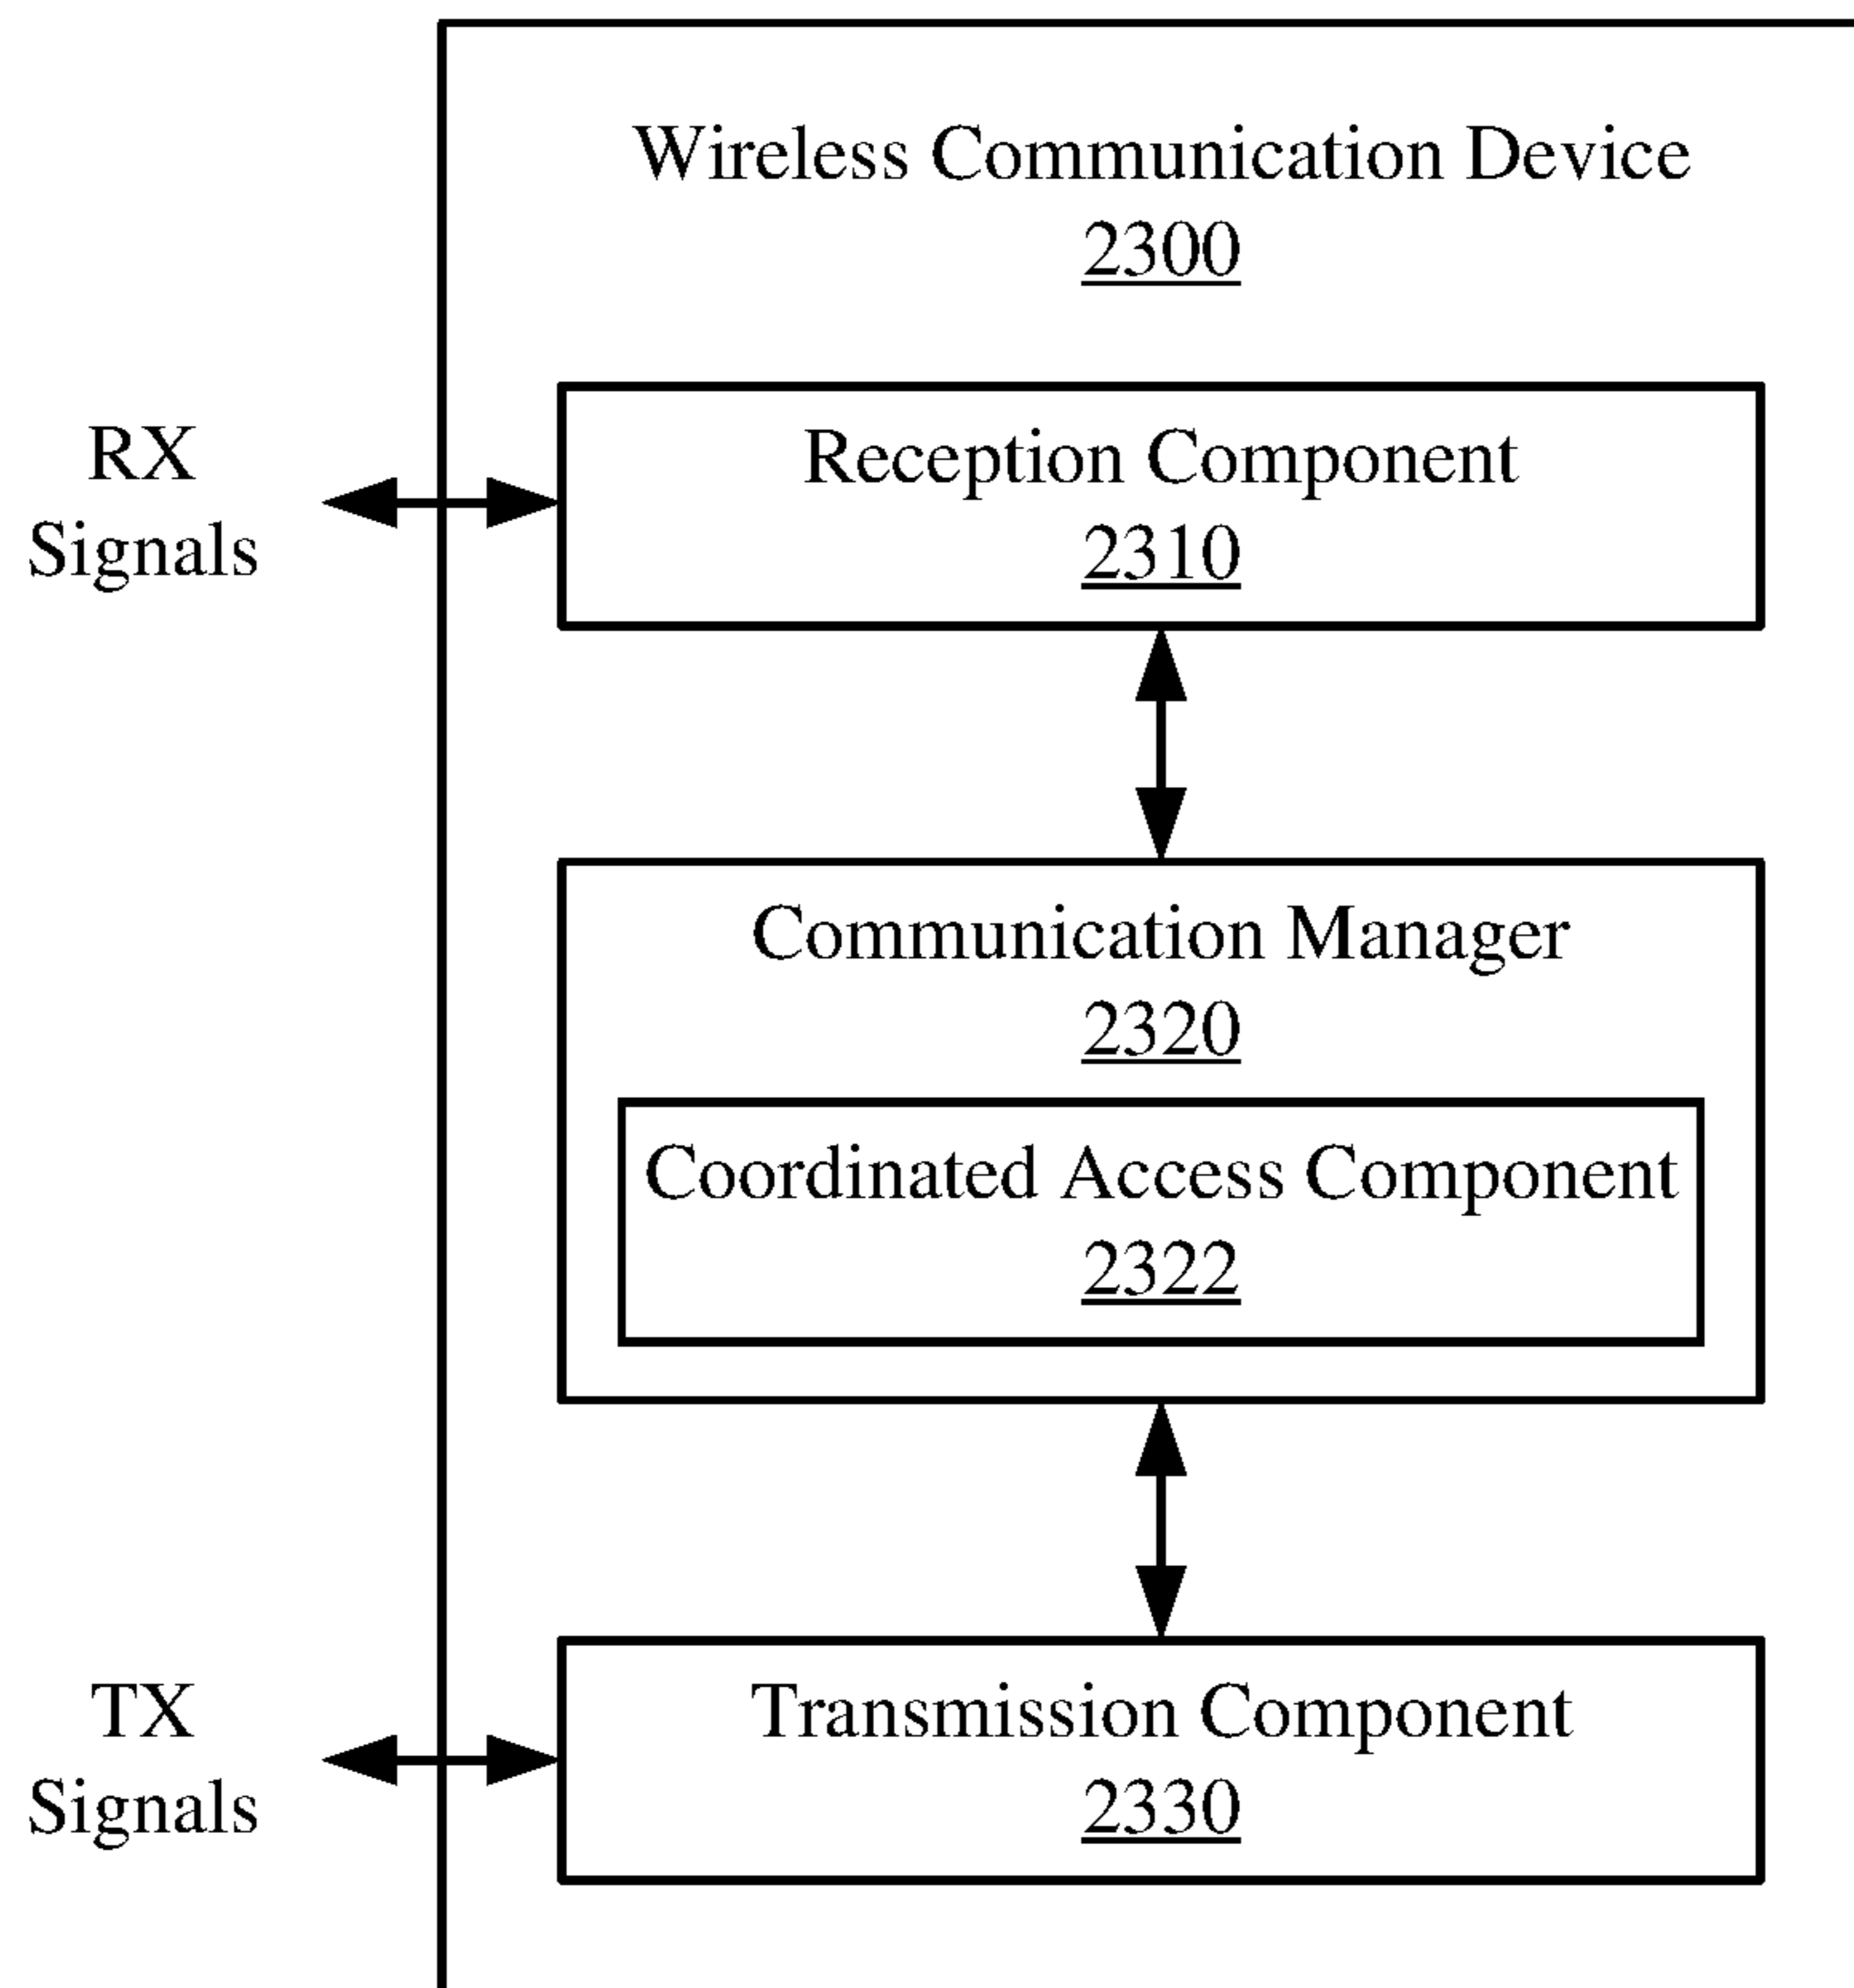 Wireless Communication Device
2300
RX
Signals
Reception Component
2310
Communication Manager
2320
Coordinated Access Component
2322
TX
Signals
Transmission Component
2330